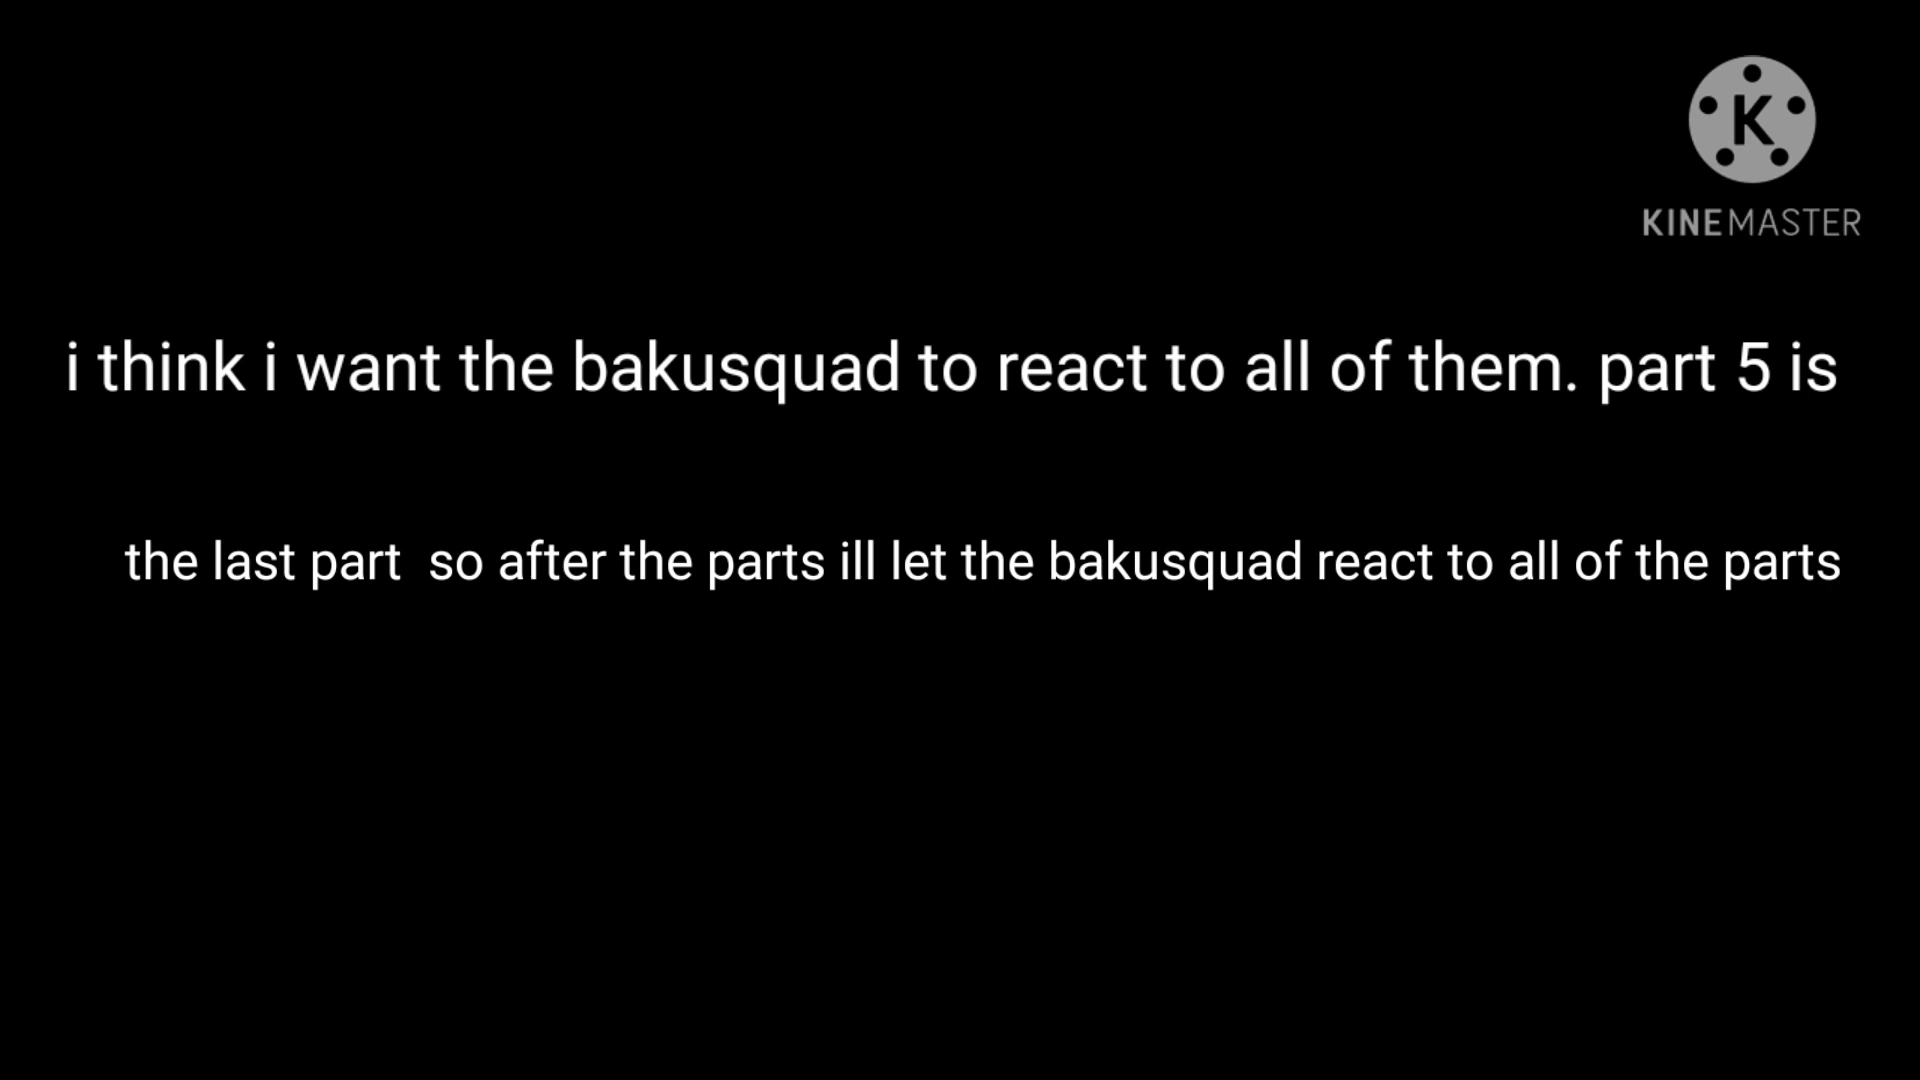 K
KINEMASTER
i think i want the bakusquad to react to all of them. part 5 is
the last part  so after the parts ill let the bakusquad react to all of the parts